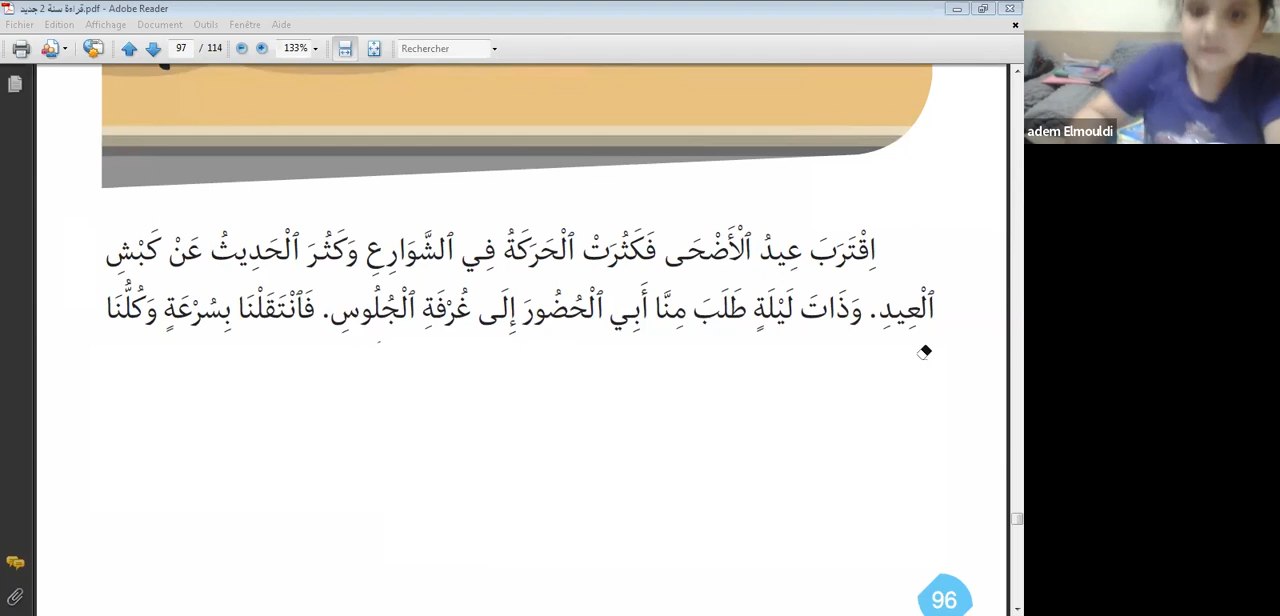 قراءة سنة 2 جديد.pdf - Adobe Reader
Fichier Edition Affichage Document Outils Fenêtre Aide
97 / 114 133% Rechercher
adem Elmouldi
اِقْتَرَبَ عِيدُ ٱلْأَضْحَى فَكَثُرَتْ ٱلْحَرَكَةُ فِي ٱلشَّوَارِعِ وَكَثُرَ ٱلْحَدِيثُ عَنْ كَبْشِ
ٱلْعِيدِ. وَذَاتَ لَيْلَةٍ طَلَبَ مِنَّا أَبِي ٱلْحُضُورَ إِلَى غُرْفَةِ ٱلْجُلُوسِ. فَٱنْتَقَلْنَا بِسُرْعَةٍ وَكُلُّنَا
96